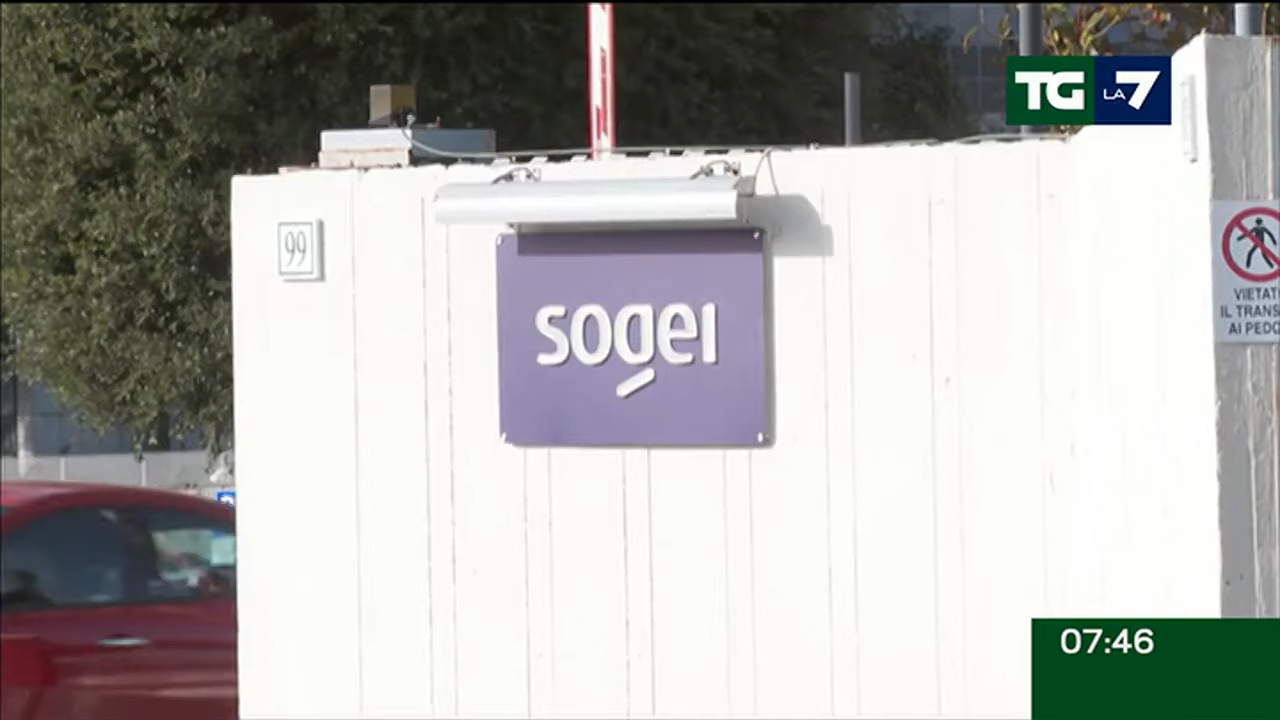 TG LA7
99
sogei
VIETAT
IL TRANS
AI PEDO
07:46